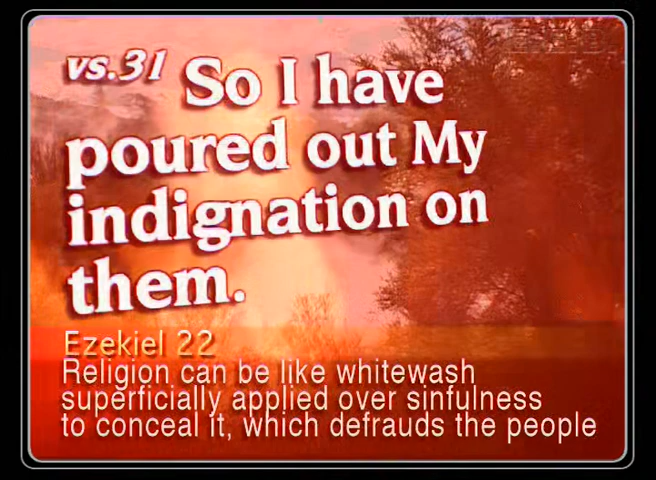 vs.31 So I have
poured out My
indignation on
them.
Ezekiel 22
Religion can be like whitewash
superficially applied over sinfulness
to conceal it, which defrauds the people